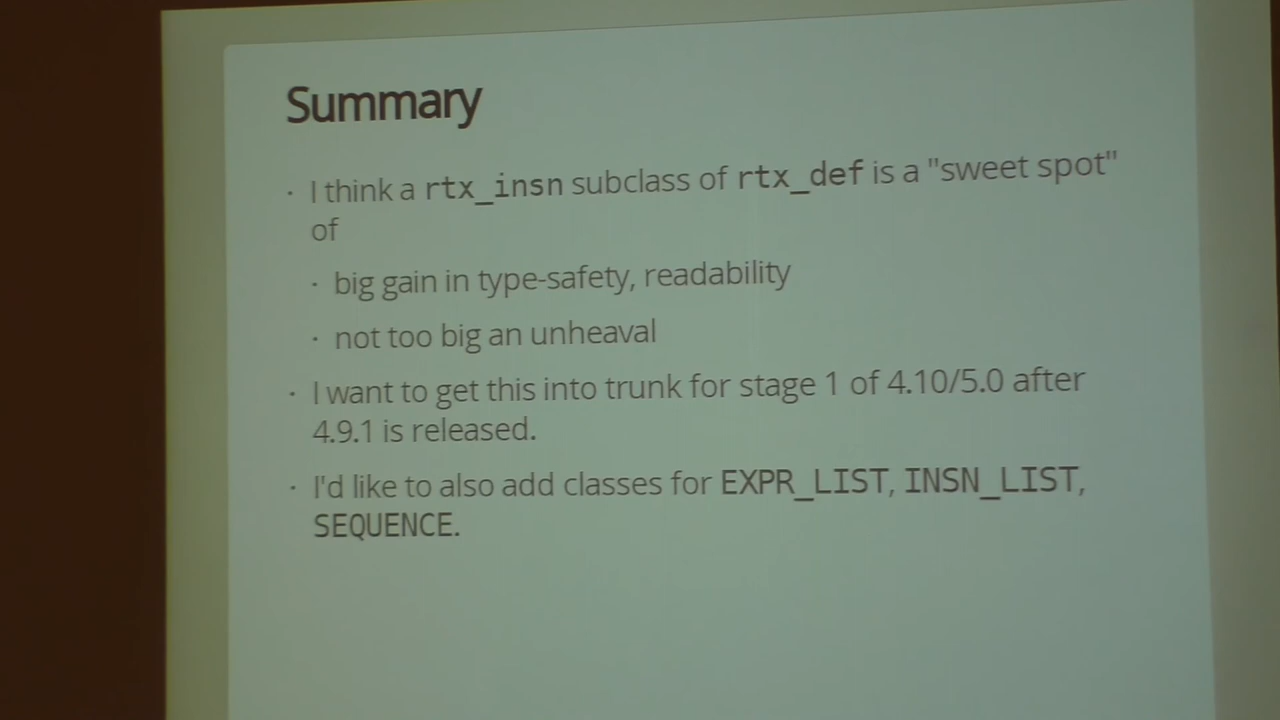 Summary
· I think a rtx_insn subclass of rtx_def is a "sweet spot"
of
· big gain in type-safety, readability
· not too big an unheaval
· I want to get this into trunk for stage 1 of 4.10/5.0 after
4.9.1 is released.
· I'd like to also add classes for EXPR_LIST, INSN_LIST,
SEQUENCE.